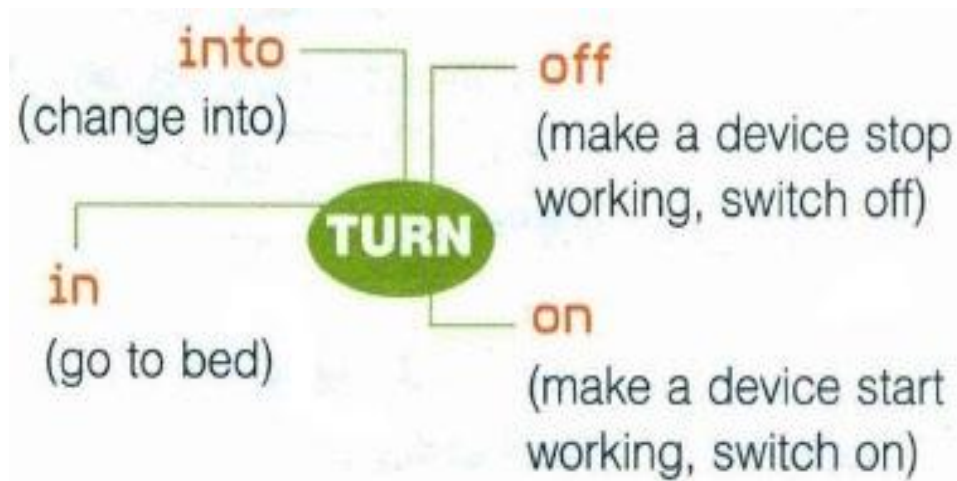 into
(change into)
off
(make a device stop
working, switch off)
TURN
in
(go to bed)
on
(make a device start
working, switch on)